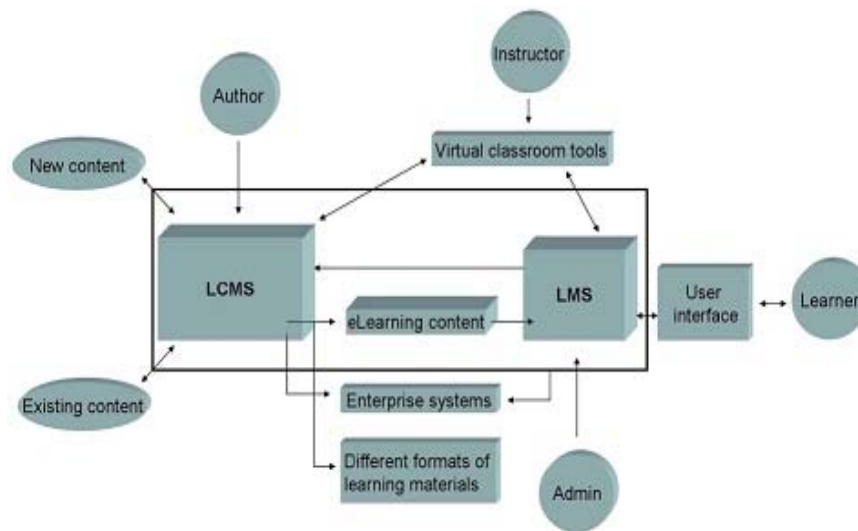 Instructor
Author
Virtual classroom tools
New content
LCMS
LMS
User
interface
Learner
eLearning content
Existing content
Enterprise systems
Different formats of
learning materials
Admin